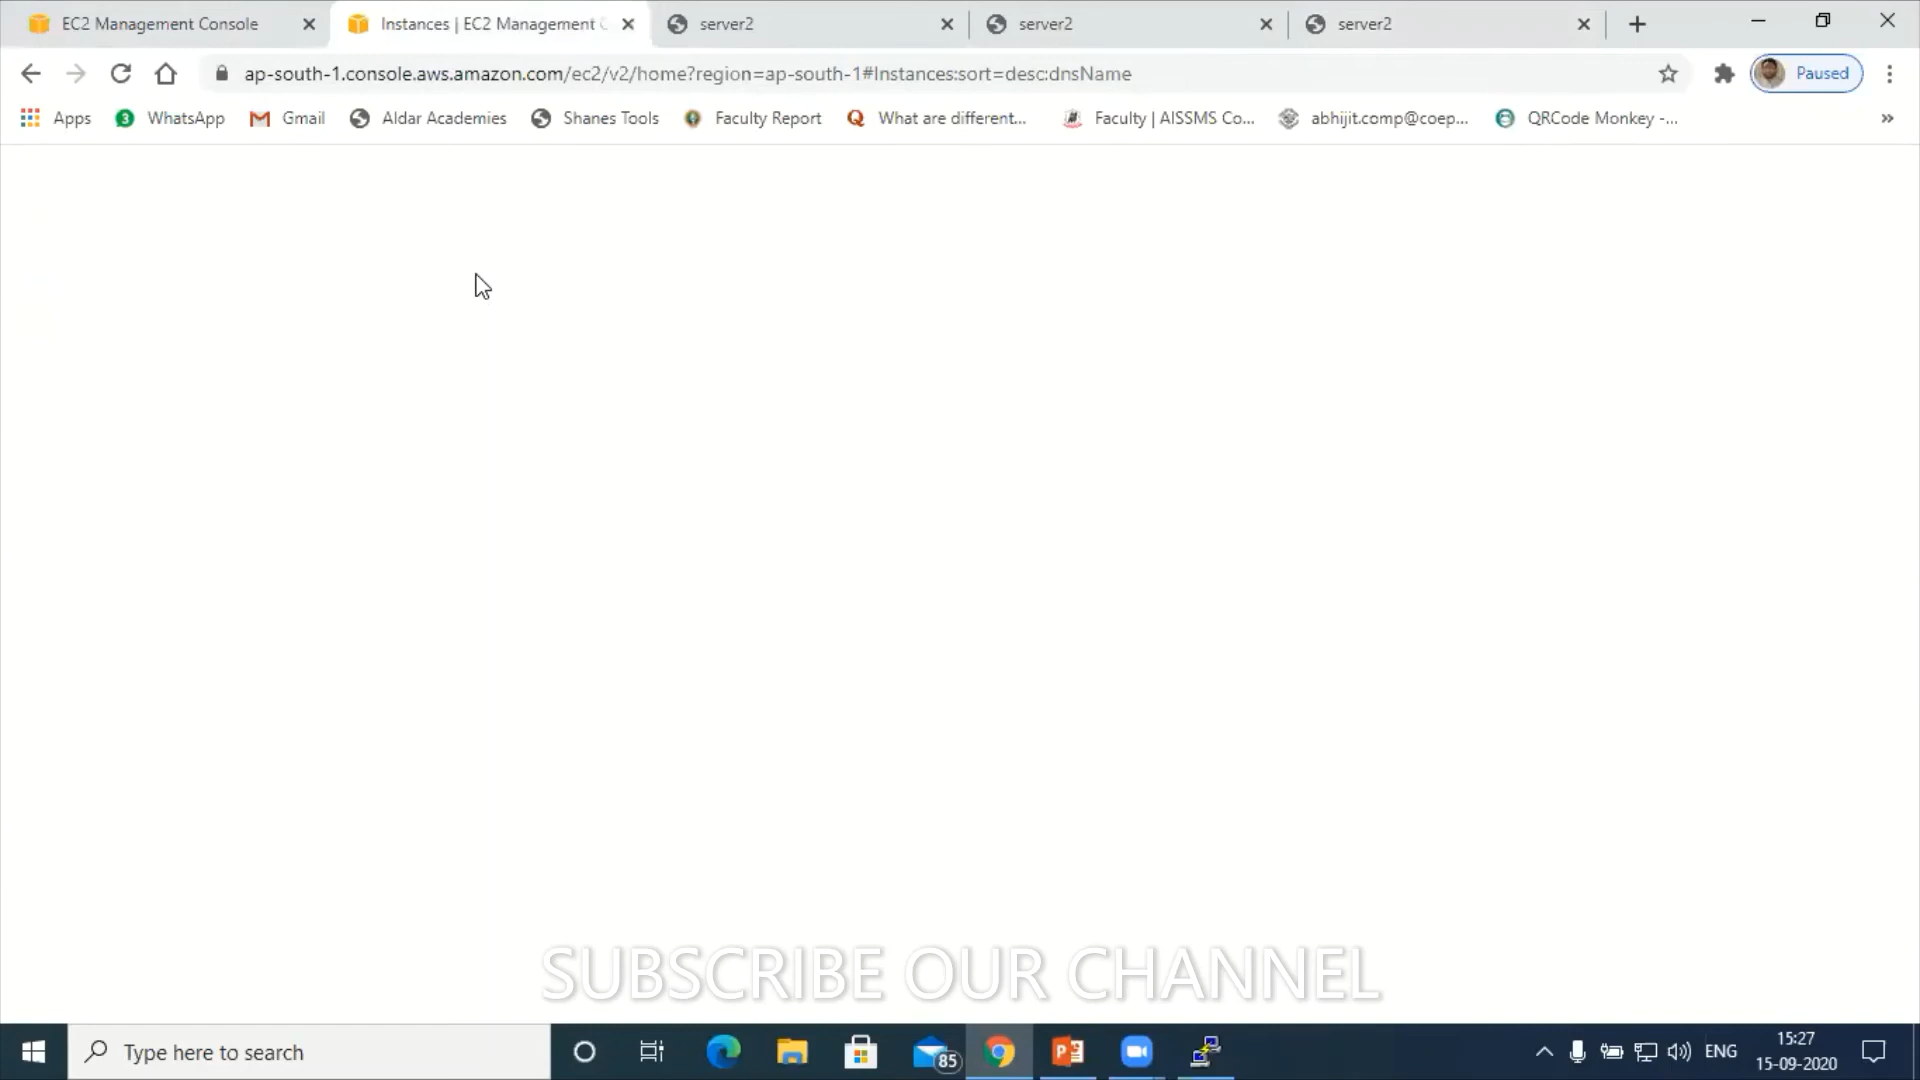 EC2 Management Console
Instances | EC2 Management C
server2
server2
server2
ap-south-1.console.aws.amazon.com/ec2/v2/home?region=ap-south-1#Instances:sort=desc:dnsName
Paused
Apps
3
WhatsApp
Gmail
Aldar Academies
Shanes Tools
Faculty Report
What are different...
Faculty | AISSMS Co...
abhijit.comp@coep...
QRCode Monkey -...
SUBSCRIBE OUR CHANNEL
Type here to search
85
ENG
15:27
15-09-2020